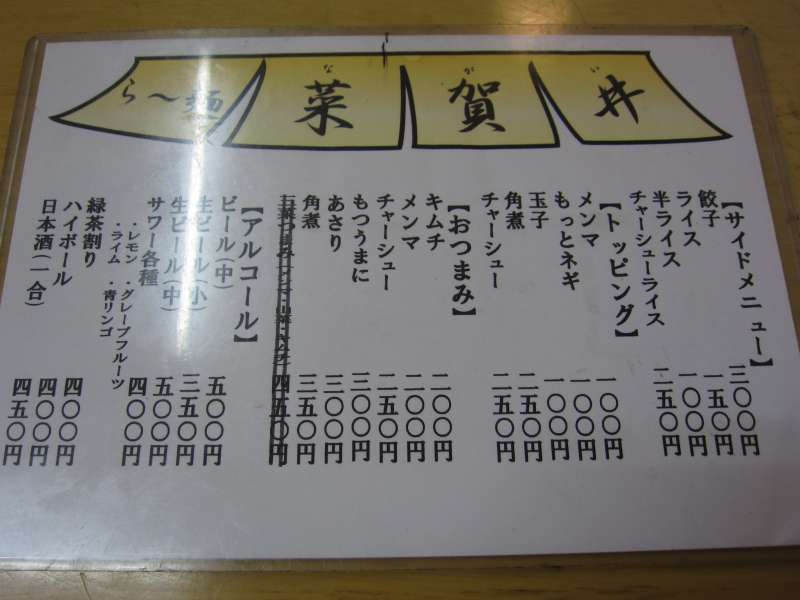 ら〜麺 菜賀井
な が い
【サイドメニュー】
餃子 三〇〇円
ライス 一五〇円
半ライス 一〇〇円
チャーシューライス 二五〇円
【トッピング】
メンマ 一〇〇円
もっとネギ 一〇〇円
玉子 一〇〇円
角煮 二五〇円
チャーシュー 二五〇円
【おつまみ】
キムチ 二〇〇円
メンマ 二〇〇円
チャーシュー 二五〇円
もつうまに 二〇〇円
あさり 三〇〇円
角煮 三五〇円
四五〇円
【アルコール】
ビール(中) 五〇〇円
生ビール(小) 三五〇円
生ビール(中) 五〇〇円
サワー各種 四〇〇円
・レモン ・グレープフルーツ
・ライム ・青リンゴ
緑茶割り 四〇〇円
ハイボール 四〇〇円
日本酒(一合) 四五〇円